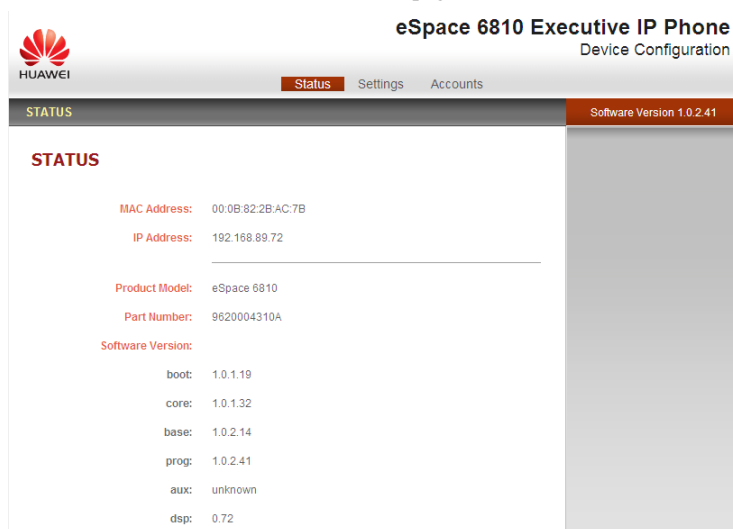 eSpace 6810 Executive IP Phone
Device Configuration
HUAWEI
Status Settings Accounts
STATUS Software Version 1.0.2.41
STATUS
MAC Address: 00:0B:82:2B:AC:7B
IP Address: 192.168.89.72
Product Model: eSpace 6810
Part Number: 9620004310A
Software Version:
boot: 1.0.1.19
core: 1.0.1.32
base: 1.0.2.14
prog: 1.0.2.41
aux: unknown
dsp: 0.72